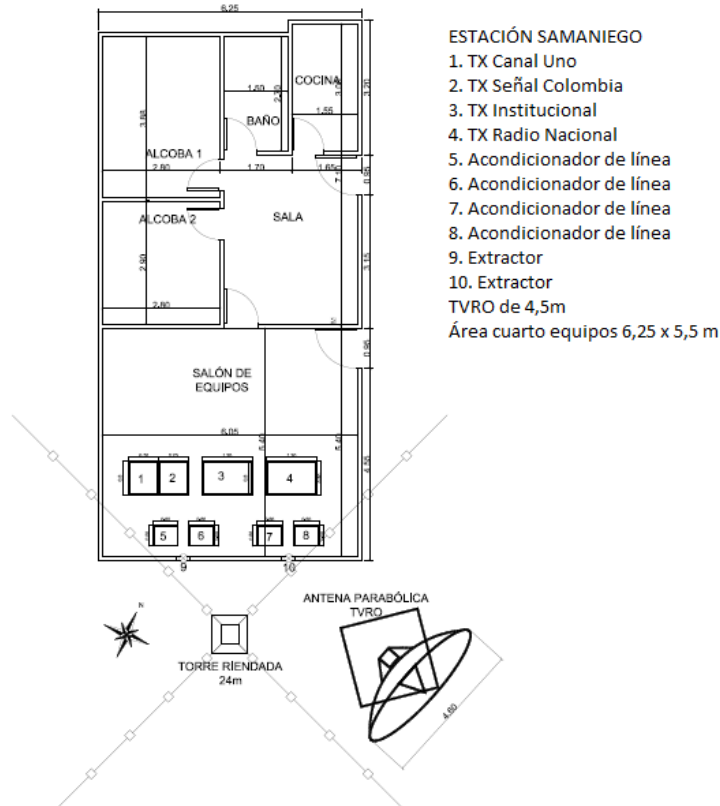 6,25
ESTACIÓN SAMANIEGO
1. TX Canal Uno
2. TX Señal Colombia
3. TX Institucional
4. TX Radio Nacional
5. Acondicionador de línea
6. Acondicionador de línea
7. Acondicionador de línea
8. Acondicionador de línea
9. Extractor
10. Extractor
TVRO de 4,5m
Área cuarto equipos 6,25 x 5,5 m
COCINA
3,20
1,80
1,55
BAÑO
3,88
ALCOBA 1
2,80
1,70
1,65
0,95
ALCOBA 2
SALA
2,90
3,15
2,80
0,95
SALÓN DE
EQUIPOS
6,05
5,40
5,40
4,55
1
2
3
4
5
6
7
8
9
10
N
TORRE RIENDADA
24m
ANTENA PARABÓLICA
TVRO
4,60